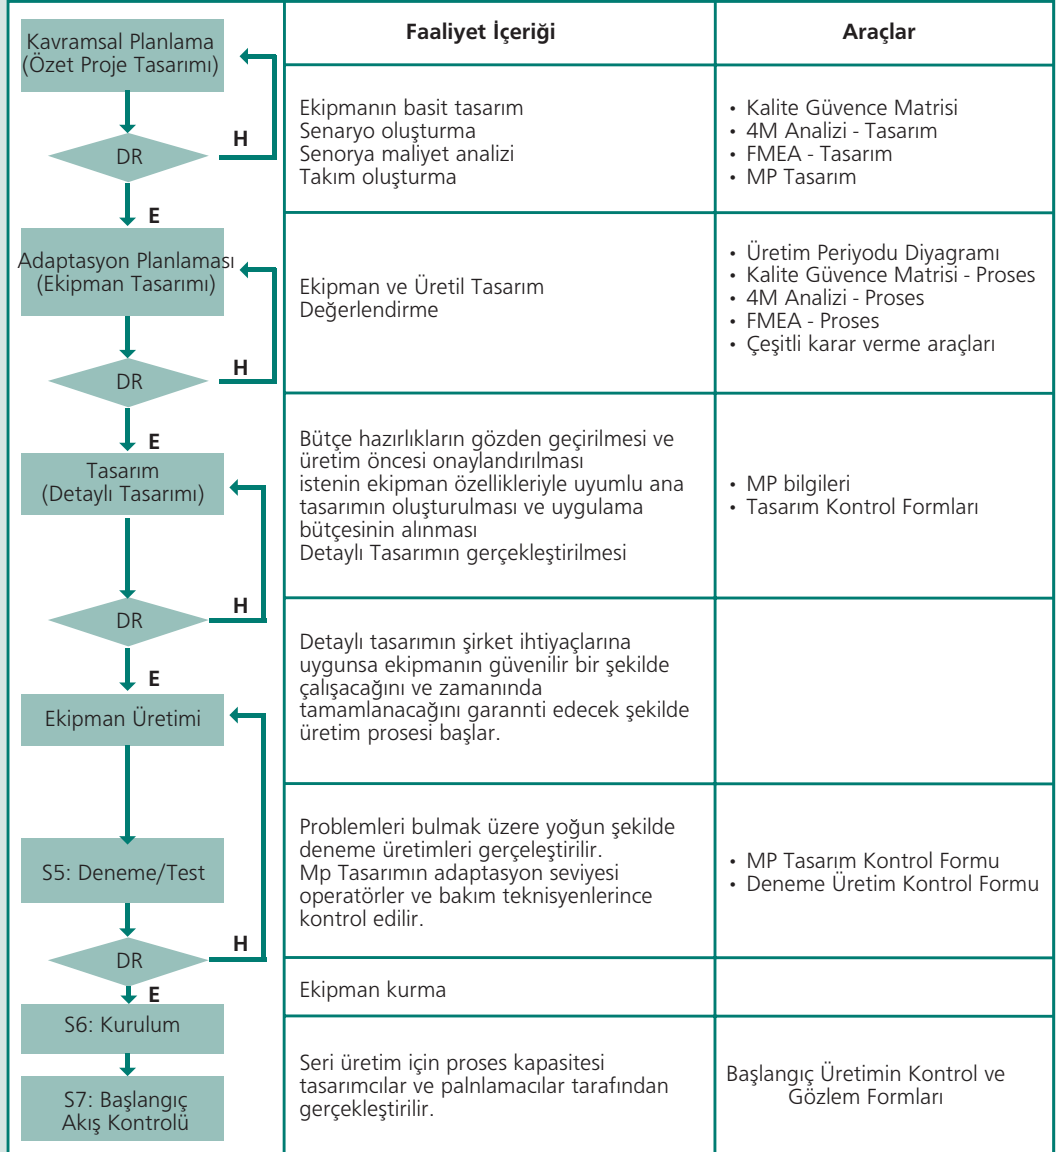 Faaliyet İçeriği
Araçlar
Kavramsal Planlama
(Özet Proje Tasarımı)
DR
H
E
Ekipmanın basit tasarım
Senaryo oluşturma
Senorya maliyet analizi
Takım oluşturma
• Kalite Güvence Matrisi
• 4M Analizi - Tasarım
• FMEA - Tasarım
• MP Tasarım
Adaptasyon Planlaması
(Ekipman Tasarımı)
DR
H
E
Ekipman ve Üretil Tasarım
Değerlendirme
• Üretim Periyodu Diyagramı
• Kalite Güvence Matrisi - Proses
• 4M Analizi - Proses
• FMEA - Proses
• Çeşitli karar verme araçları
Tasarım
(Detaylı Tasarımı)
DR
H
E
Bütçe hazırlıkların gözden geçirilmesi ve
üretim öncesi onaylandırılması
istenin ekipman özellikleriyle uyumlu ana
tasarımın oluşturulması ve uygulama
bütçesinin alınması
Detaylı Tasarımın gerçekleştirilmesi
• MP bilgileri
• Tasarım Kontrol Formları
Ekipman Üretimi
Detaylı tasarımın şirket ihtiyaçlarına
uygunsa ekipmanın güvenilir bir şekilde
çalışacağını ve zamanında
tamamlanacağını garannti edecek şekilde
üretim prosesi başlar.
S5: Deneme/Test
DR
H
E
Problemleri bulmak üzere yoğun şekilde
deneme üretimleri gerçeleştirilir.
Mp Tasarımın adaptasyon seviyesi
operatörler ve bakım teknisyenlerince
kontrol edilir.
• MP Tasarım Kontrol Formu
• Deneme Üretim Kontrol Formu
S6: Kurulum
Ekipman kurma
S7: Başlangıç
Akış Kontrolü
Seri üretim için proses kapasitesi
tasarımcılar ve palnlamacılar tarafından
gerçekleştirilir.
Başlangıç Üretimin Kontrol ve
Gözlem Formları